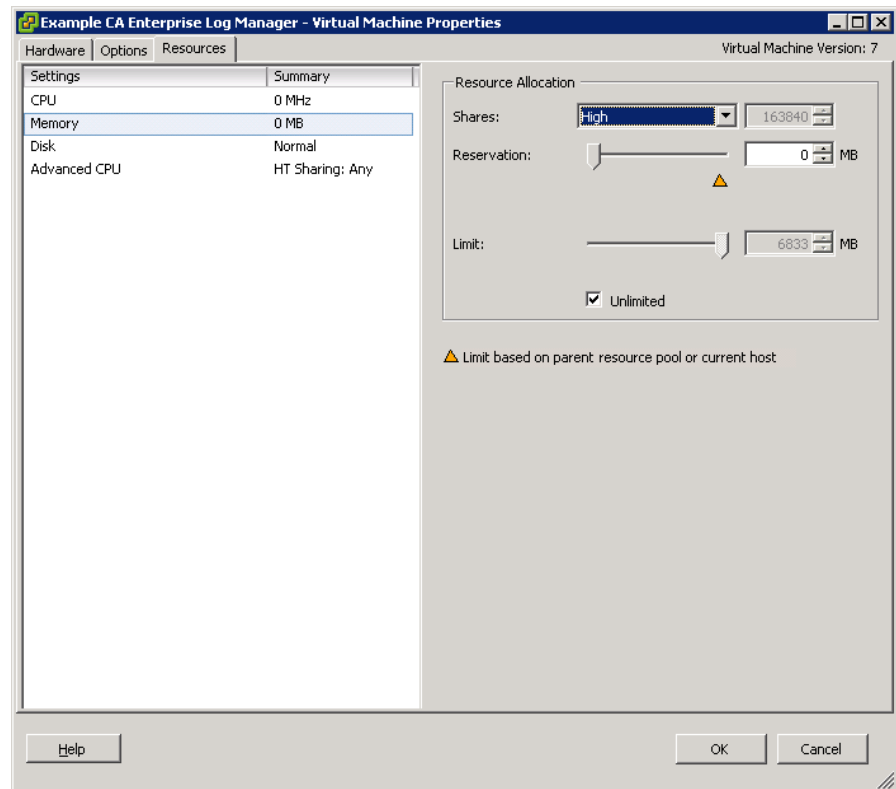 Example CA Enterprise Log Manager - Virtual Machine Properties
Hardware Options Resources Virtual Machine Version: 7
Settings Summary
CPU 0 MHz
Memory 0 MB
Disk Normal
Advanced CPU HT Sharing: Any
Resource Allocation
Shares: High 163840
Reservation: 0 MB
Limit: 6833 MB
Unlimited
Limit based on parent resource pool or current host
Help OK Cancel